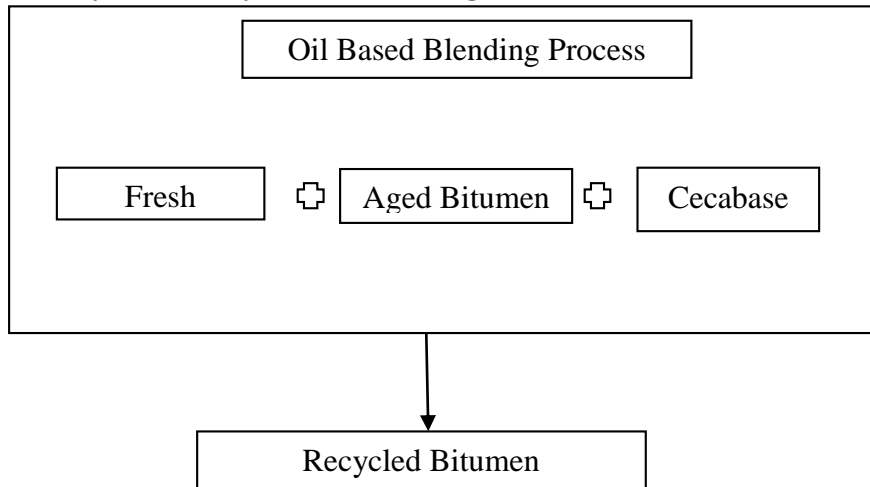 Oil Based Blending Process
Fresh
Aged Bitumen
Cecabase
Recycled Bitumen